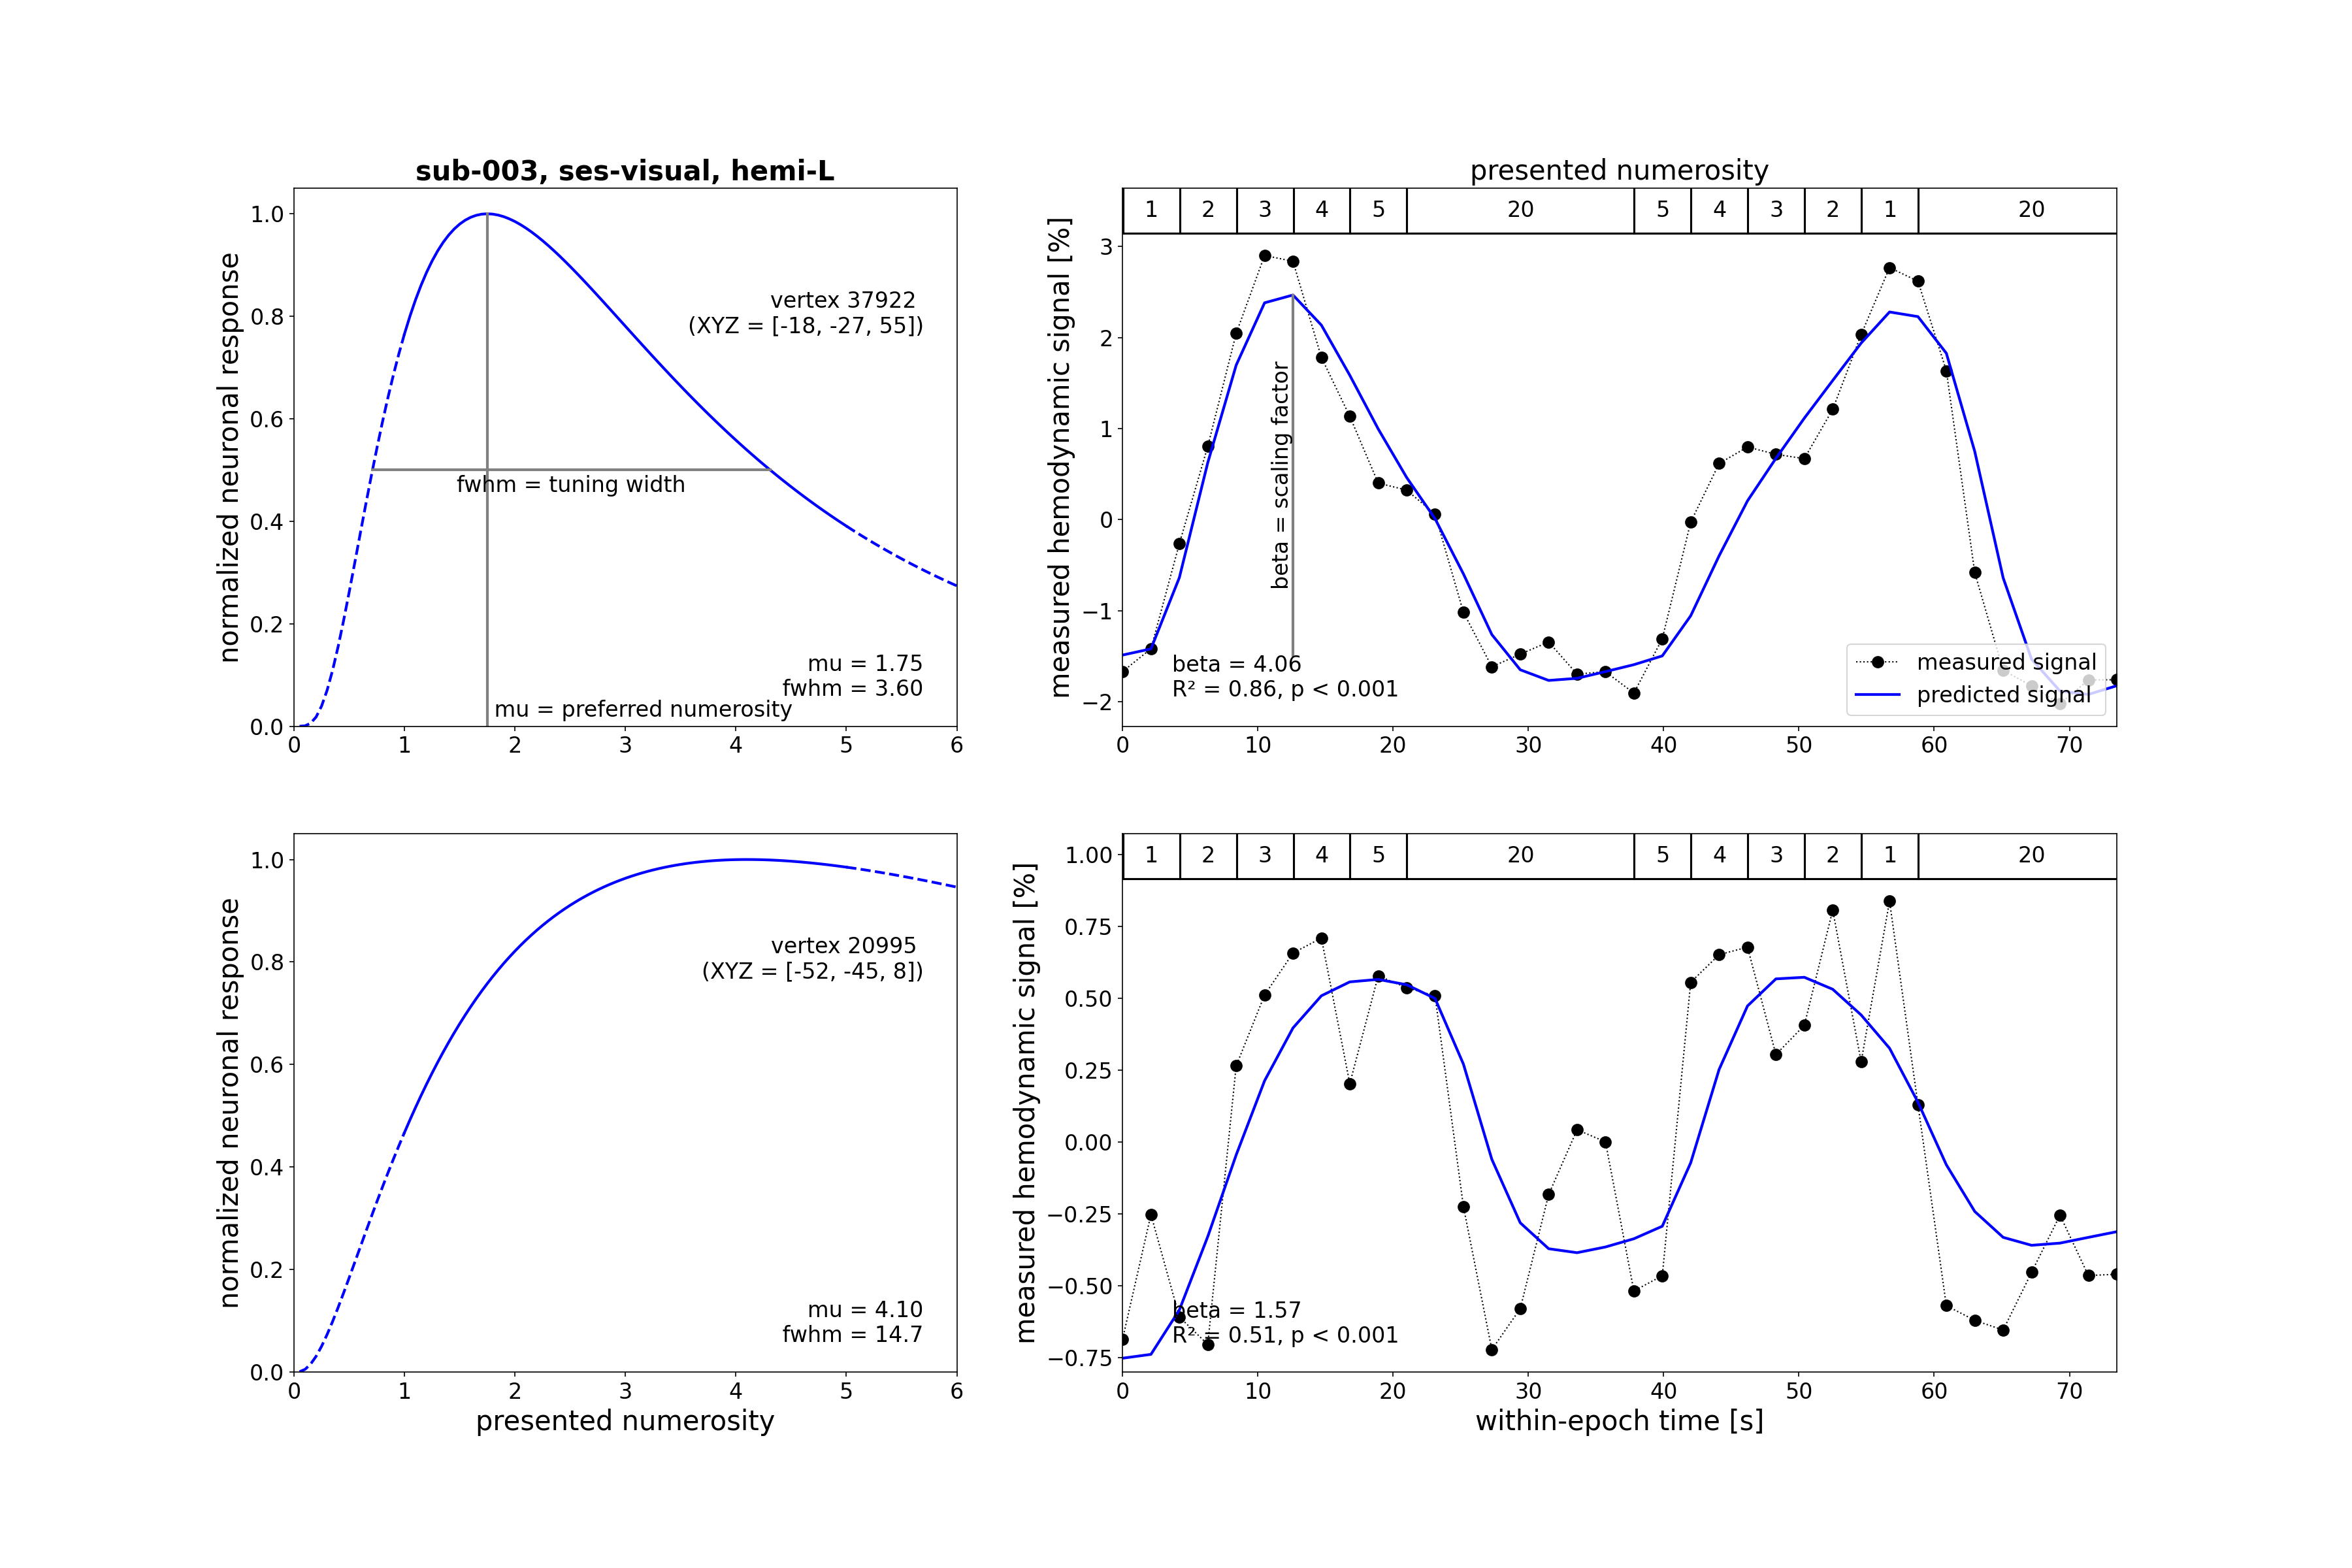 sub-003, ses-visual, hemi-L
normalized neuronal response
1.0
0.8
0.6
0.4
0.2
0.0
vertex 37922
(XYZ = [-18, -27, 55])
fwhm = tuning width
mu = 1.75
fwhm = 3.60
mu = preferred numerosity
0 1 2 3 4 5 6
presented numerosity
1 2 3 4 5 20 5 4 3 2 1 20
measured hemodynamic signal [%]
3
2
1
0
−1
−2
beta = scaling factor
beta = 4.06
R² = 0.86, p < 0.001
measured signal
predicted signal
0 10 20 30 40 50 60 70
normalized neuronal response
1.0
0.8
0.6
0.4
0.2
0.0
vertex 20995
(XYZ = [-52, -45, 8])
mu = 4.10
fwhm = 14.7
0 1 2 3 4 5 6
presented numerosity
1 2 3 4 5 20 5 4 3 2 1 20
measured hemodynamic signal [%]
1.00
0.75
0.50
0.25
0.00
−0.25
−0.50
−0.75
beta = 1.57
R² = 0.51, p < 0.001
0 10 20 30 40 50 60 70
within-epoch time [s]